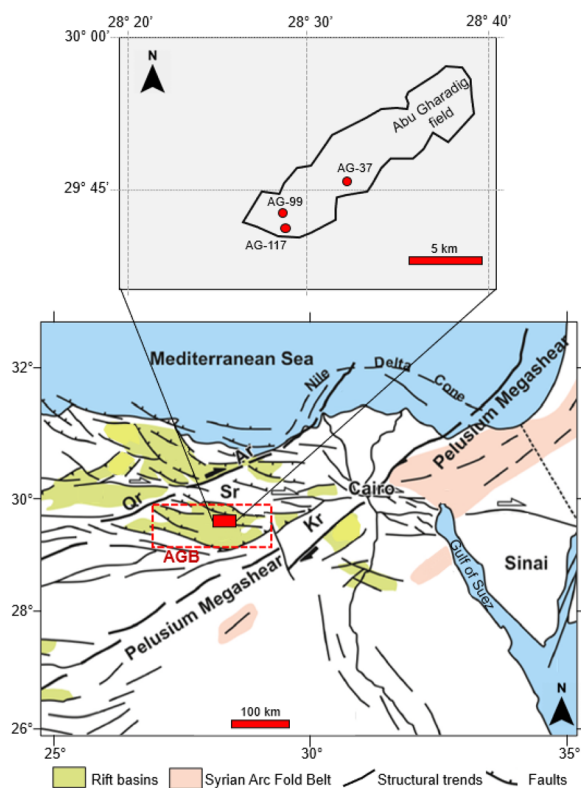 28° 20
28° 30
28° 40
30° 00
N
Abu Gharadig
field
AG-37
29° 45
AG-99
AG-117
5 km
Mediterranean Sea
32°
Nile
Delta
Cone
Pelusium Megashear
Ar
30°
Qr
Sr
Cairo
Kr
AGB
Gulf of Suez
Sinai
Pelusium Megashear
28°
N
100 km
26°
25°
30°
35°
Rift basins
Syrian Arc Fold Belt
Structural trends
Faults